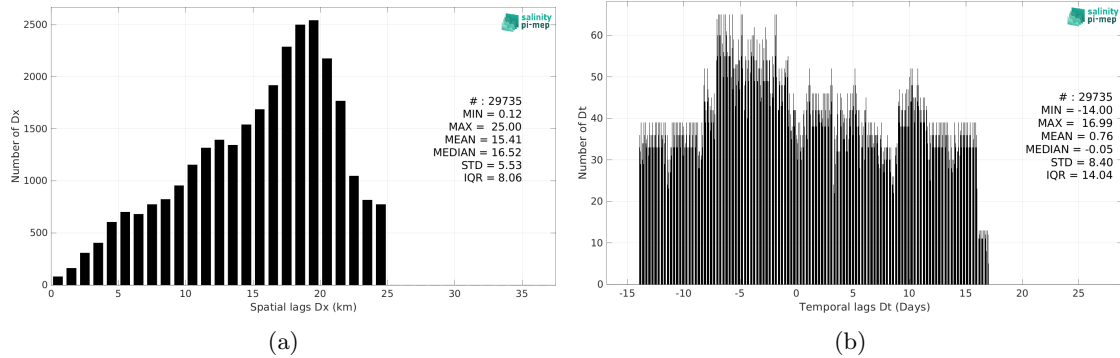 salinity
pi-mep
2500
2000
1500
1000
500
0
Number of Dx
# : 29735
MIN = 0.12
MAX = 25.00
MEAN = 15.41
MEDIAN = 16.52
STD = 5.53
IQR = 8.06
0 5 10 15 20 25 30 35
Spatial lags Dx (km)
(a)
salinity
pi-mep
60
50
40
30
20
10
0
Number of Dt
# : 29735
MIN = -14.00
MAX = 16.99
MEAN = 0.76
MEDIAN = -0.05
STD = 8.40
IQR = 14.04
-15 -10 -5 0 5 10 15 20 25
Temporal lags Dt (Days)
(b)